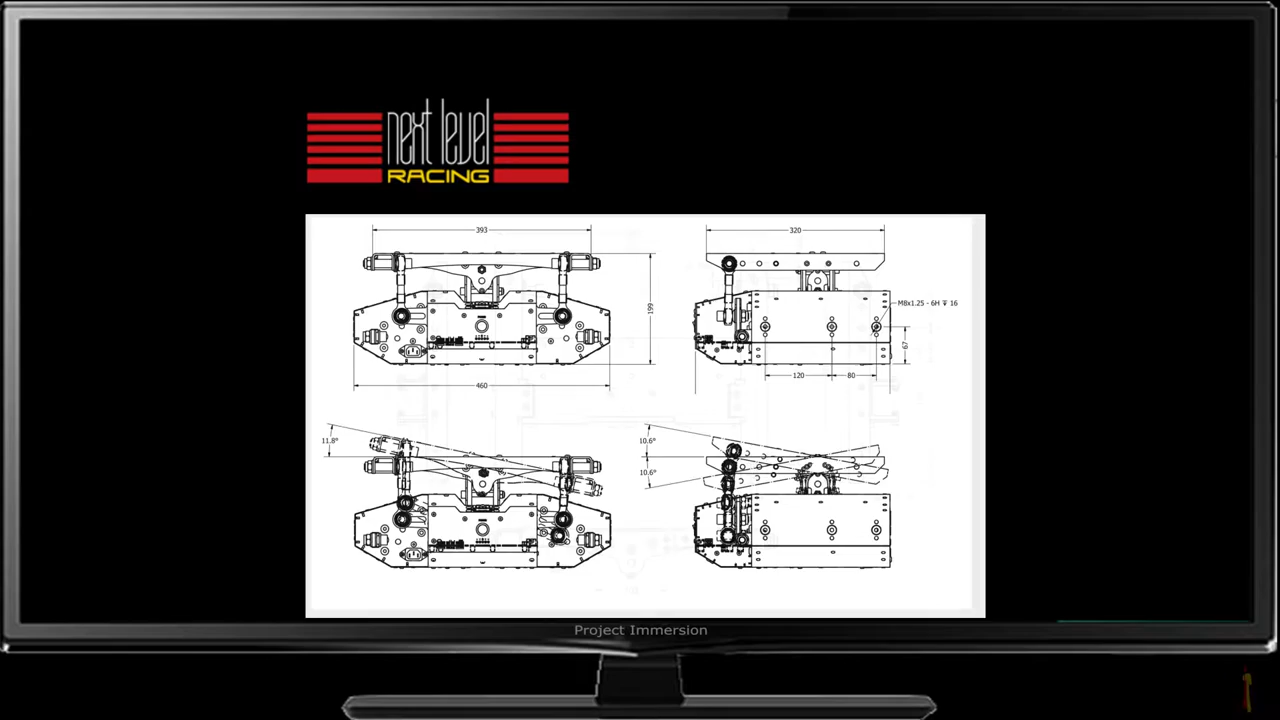 next level
RACING
393
320
199
M8x1.25 - 6H ↧ 16
67
120
80
460
11.8°
10.6°
10.6°
Project Immersion